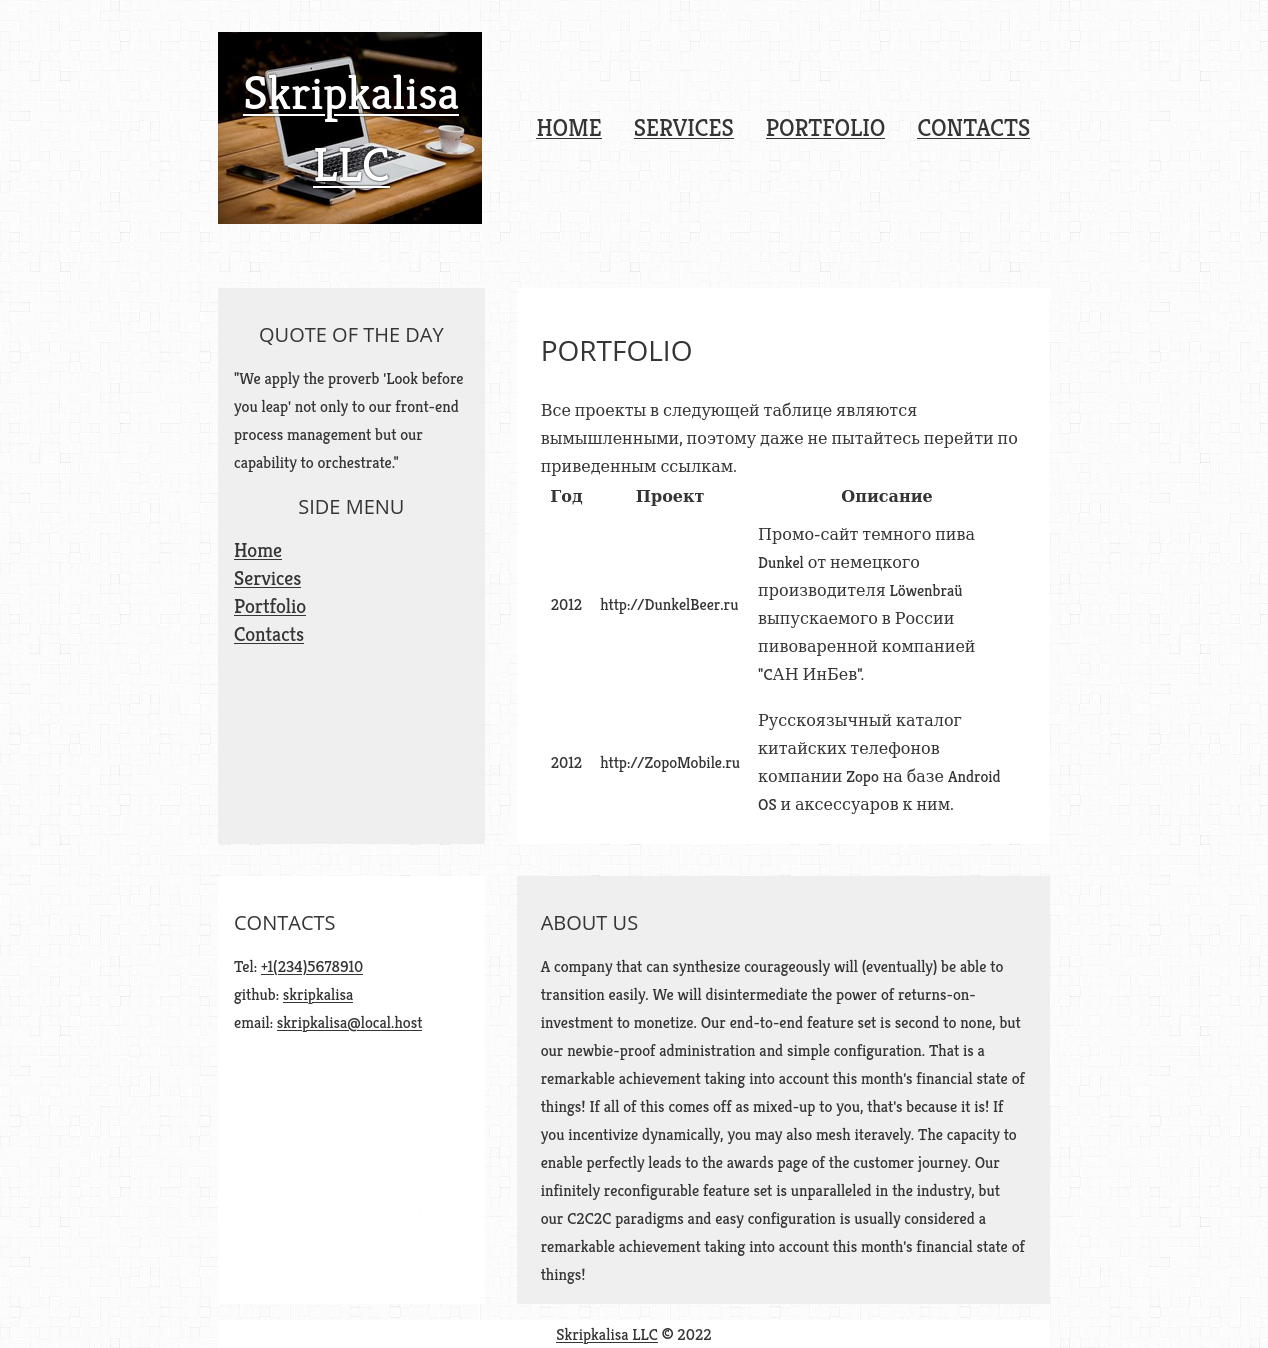 Skripkalisa
LLC
HOME SERVICES PORTFOLIO CONTACTS
QUOTE OF THE DAY
"We apply the proverb 'Look before
you leap' not only to our front-end
process management but our
capability to orchestrate."
SIDE MENU
Home
Services
Portfolio
Contacts
PORTFOLIO
Все проекты в следующей таблице являются
вымышленными, поэтому даже не пытайтесь перейти по
приведенным ссылкам.
Год Проект Описание
2012 http://DunkelBeer.ru
Промо-сайт темного пива
Dunkel от немецкого
производителя Löwenbraü
выпускаемого в России
пивоваренной компанией
"CАН ИнБев".
2012 http://ZopoMobile.ru
Русскоязычный каталог
китайских телефонов
компании Zopo на базе Android
OS и аксессуаров к ним.
CONTACTS
Tel: +1(234)5678910
github: skripkalisa
email: skripkalisa@local.host
ABOUT US
A company that can synthesize courageously will (eventually) be able to
transition easily. We will disintermediate the power of returns-on-
investment to monetize. Our end-to-end feature set is second to none, but
our newbie-proof administration and simple configuration. That is a
remarkable achievement taking into account this month's financial state of
things! If all of this comes off as mixed-up to you, that's because it is! If
you incentivize dynamically, you may also mesh iteravely. The capacity to
enable perfectly leads to the awards page of the customer journey. Our
infinitely reconfigurable feature set is unparalleled in the industry, but
our C2C2C paradigms and easy configuration is usually considered a
remarkable achievement taking into account this month's financial state of
things!
Skripkalisa LLC © 2022